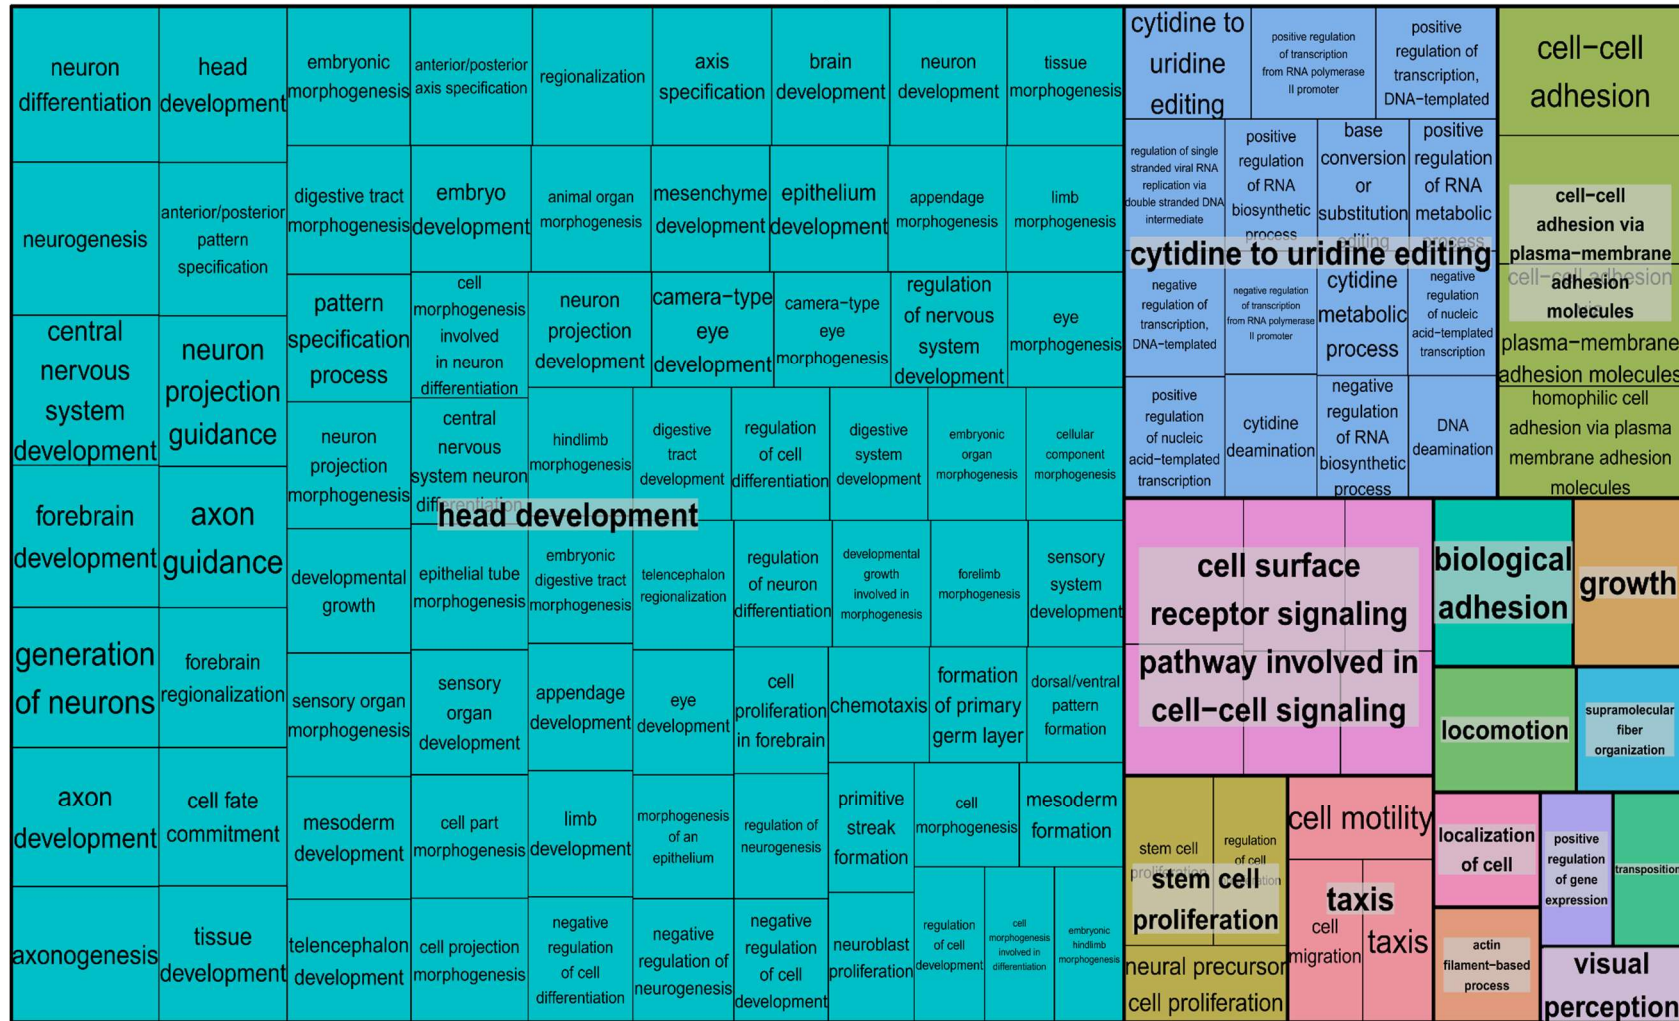 neuron
differentiation
head
development
embryonic
morphogenesis
anterior/posterior
axis specification
regionalization
axis
specification
brain
development
neuron
development
tissue
morphogenesis
neurogenesis
anterior/posterior
pattern
specification
digestive tract
morphogenesis
embryo
development
animal organ
morphogenesis
mesenchyme
development
epithelium
development
appendage
morphogenesis
limb
morphogenesis
central
nervous
system
development
neuron
projection
guidance
pattern
specification
process
cell
morphogenesis
involved
in neuron
differentiation
neuron
projection
development
camera−type
eye
development
camera−type
eye
morphogenesis
regulation
of nervous
system
development
eye
morphogenesis
neuron
projection
morphogenesis
central
nervous
system neuron
differentiation
hindlimb
morphogenesis
digestive
tract
development
regulation
of cell
differentiation
digestive
system
development
embryonic
organ
morphogenesis
cellular
component
morphogenesis
head development
forebrain
development
axon
guidance
developmental
growth
epithelial tube
morphogenesis
embryonic
digestive tract
morphogenesis
telencephalon
regionalization
regulation
of neuron
differentiation
developmental
growth
involved in
morphogenesis
forelimb
morphogenesis
sensory
system
development
generation
of neurons
forebrain
regionalization
sensory organ
morphogenesis
sensory
organ
development
appendage
development
eye
development
cell
proliferation
in forebrain
chemotaxis
formation
of primary
germ layer
dorsal/ventral
pattern
formation
axon
development
cell fate
commitment
mesoderm
development
cell part
morphogenesis
limb
development
morphogenesis
of an
epithelium
regulation of
neurogenesis
primitive
streak
formation
cell
morphogenesis
mesoderm
formation
axonogenesis
tissue
development
telencephalon
development
cell projection
morphogenesis
negative
regulation
of cell
differentiation
negative
regulation of
neurogenesis
negative
regulation
of cell
development
neuroblast
proliferation
regulation
of cell
development
cell
morphogenesis
involved in
differentiation
embryonic
hindlimb
morphogenesis
cytidine to
uridine
editing
positive regulation
of transcription
from RNA polymerase
II promoter
positive
regulation of
transcription,
DNA−templated
regulation of single
stranded viral RNA
replication via
double stranded DNA
intermediate
positive
regulation
of RNA
biosynthetic
process
base
conversion
or
substitution
editing
positive
regulation
of RNA
metabolic
process
cytidine to uridine editing
negative
regulation of
transcription,
DNA−templated
negative regulation
of transcription
from RNA polymerase
II promoter
cytidine
metabolic
process
negative
regulation
of nucleic
acid−templated
transcription
positive
regulation
of nucleic
acid−templated
transcription
cytidine
deamination
negative
regulation
of RNA
biosynthetic
process
DNA
deamination
cell−cell
adhesion
cell−cell
adhesion via
plasma−membrane
adhesion
molecules
cell−cell adhesion
via
plasma−membrane
adhesion molecules
homophilic cell
adhesion via plasma
membrane adhesion
molecules
cell surface
receptor signaling
pathway involved in
cell−cell signaling
biological
adhesion
growth
locomotion
supramolecular
fiber
organization
stem cell
proliferation
regulation
of cell
stem cell
proliferation
neural precursor
cell proliferation
cell motility
taxis
cell
migration
taxis
localization
of cell
positive
regulation
of gene
expression
transposition
actin
filament−based
process
visual
perception